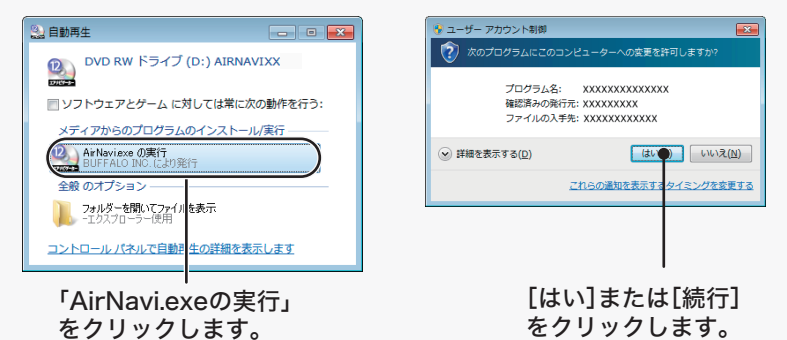 自動再生
DVD RW ドライブ (D:) AIRNAVIXX
ソフトウェアとゲーム に対しては常に次の動作を行う:
メディアからのプログラムのインストール/実行
AirNavi.exe の実行
BUFFALO INC. により発行
全般 のオプション
フォルダーを開いてファイルを表示
-エクスプローラー使用
コントロール パネルで自動再生の詳細を表示します
「AirNavi.exeの実行」
をクリックします。
ユーザー アカウント制御
次のプログラムにこのコンピューターへの変更を許可しますか?
プログラム名: XXXXXXXXXXXXXX
確認済みの発行元: XXXXXXXXX
ファイルの入手先: XXXXXXXXXXXX
詳細を表示する(D)
はい
いいえ(N)
これらの通知を表示するタイミングを変更する
[はい]または[続行]
をクリックします。